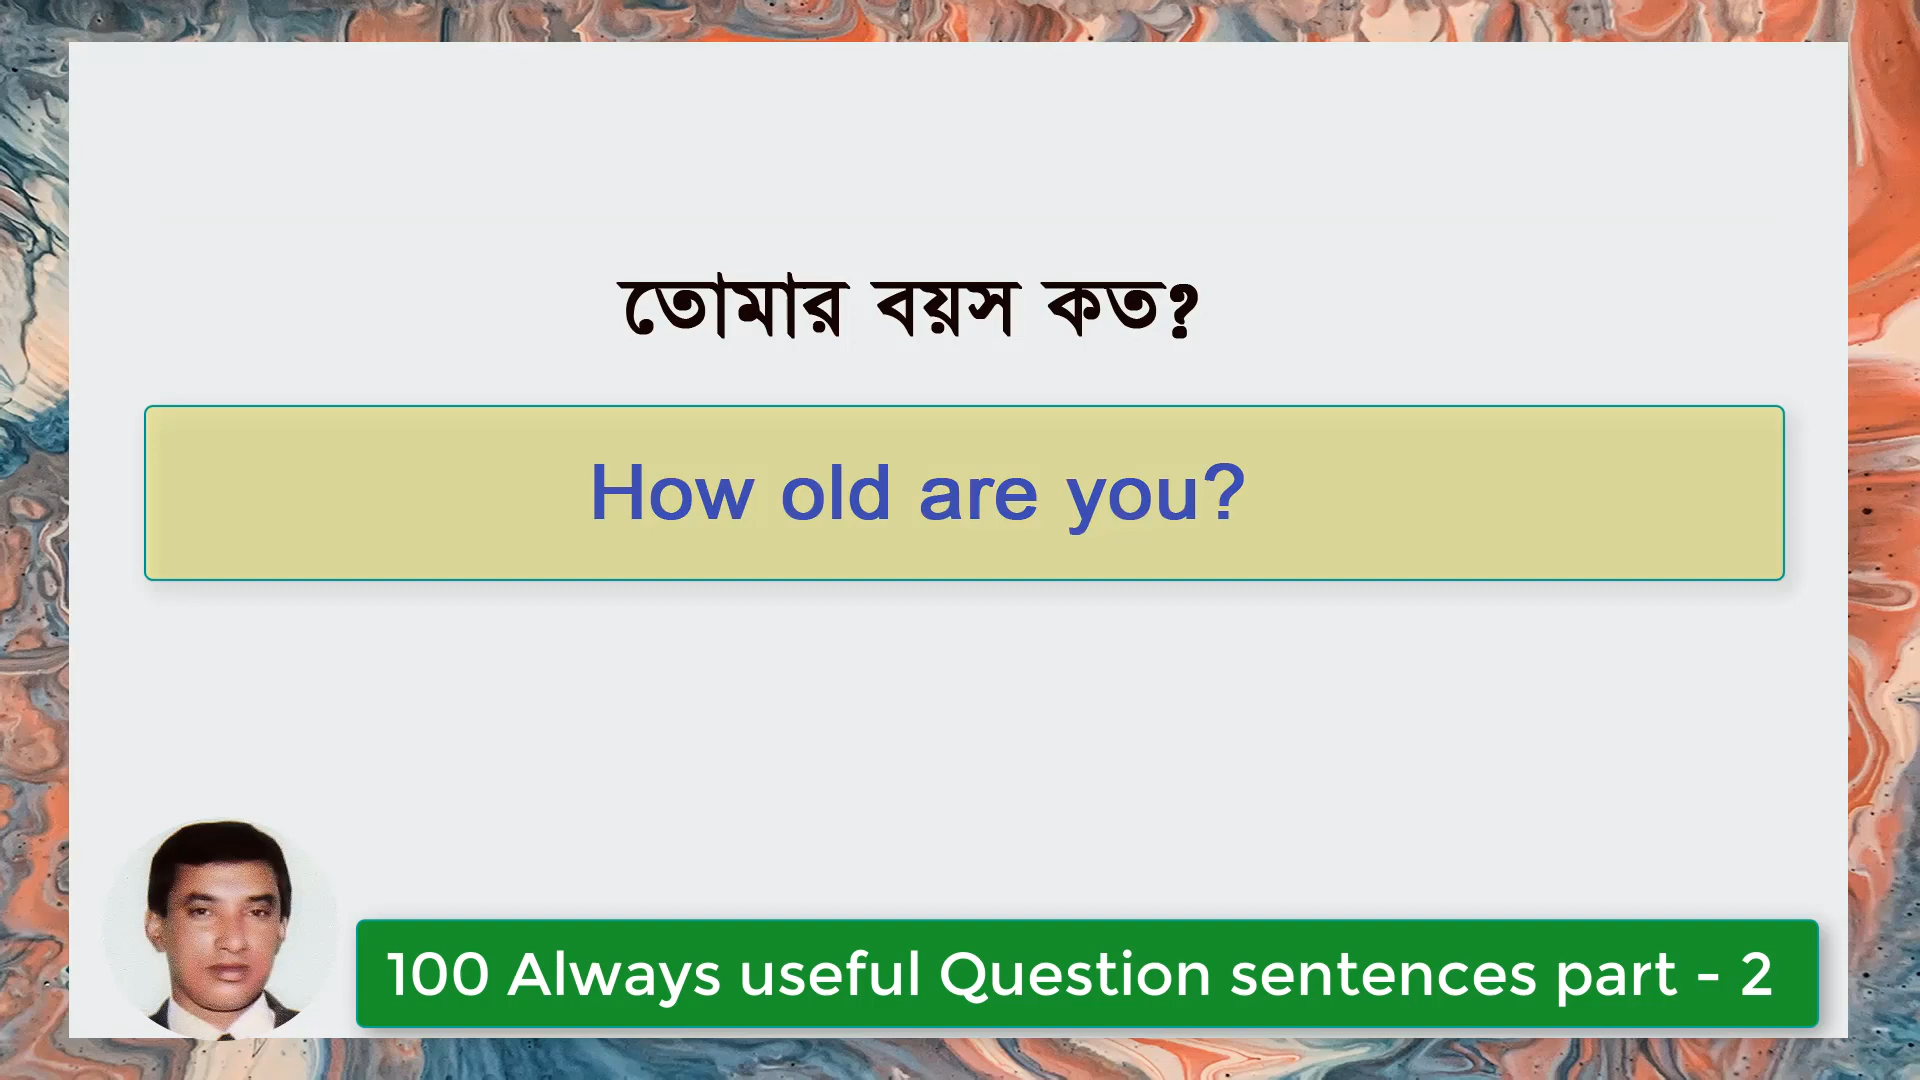 তোমার বয়স কত?
How old are you?
100 Always useful Question sentences part - 2